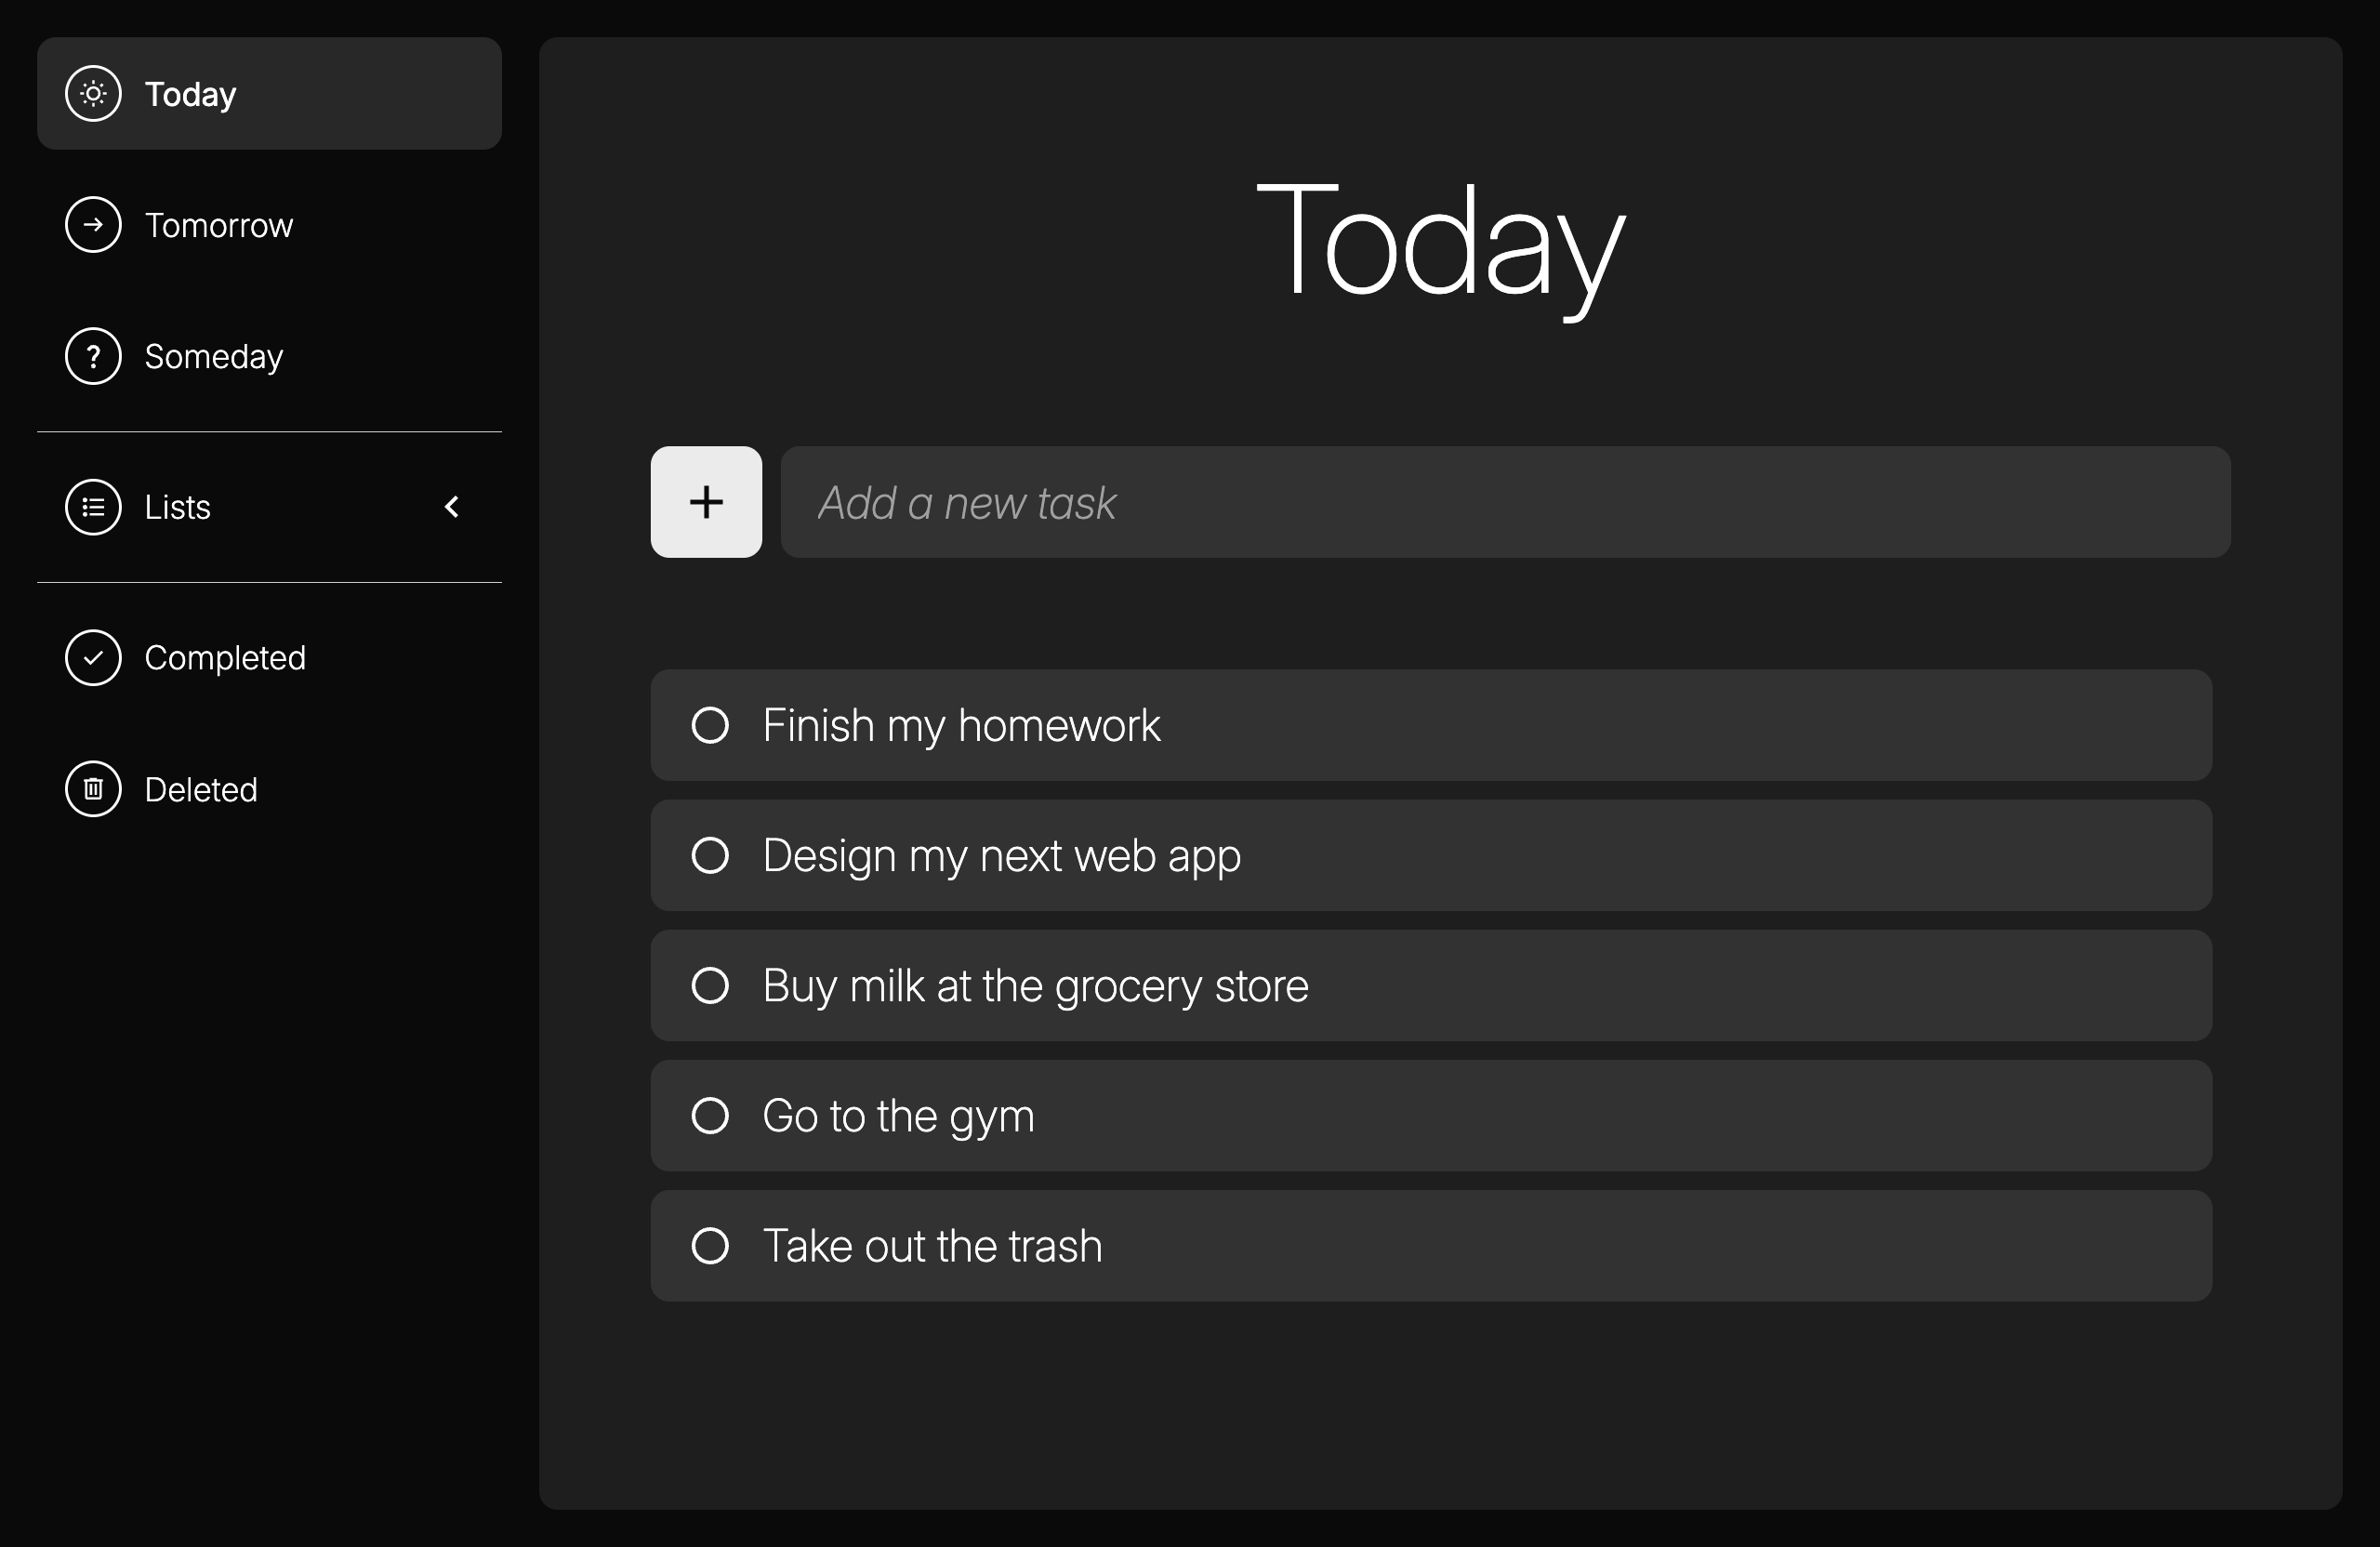 Today
Tomorrow
Someday
Lists
Completed
Deleted
Today
Add a new task
Finish my homework
Design my next web app
Buy milk at the grocery store
Go to the gym
Take out the trash